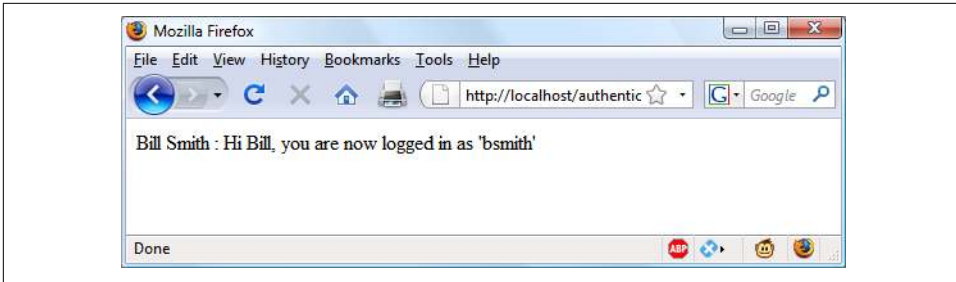 Mozilla Firefox
File Edit View History Bookmarks Tools Help
http://localhost/authentic G Google
Bill Smith : Hi Bill, you are now logged in as 'bsmith'
Done ABP